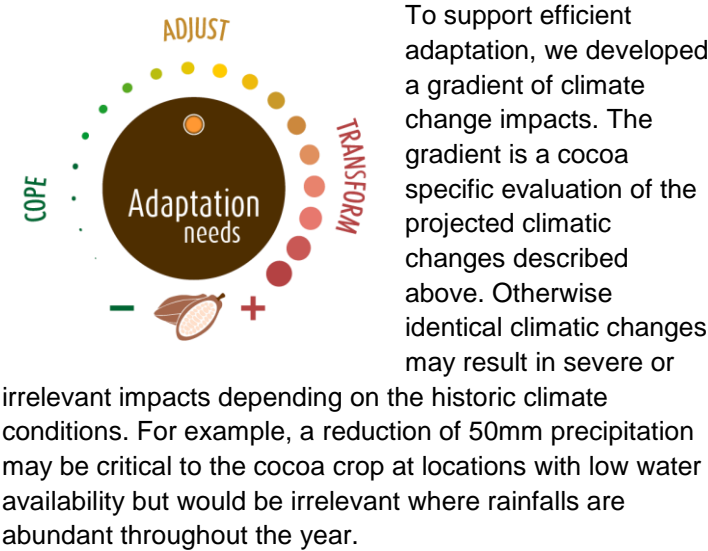 ADJUST
COPE
TRANSFORM
Adaptation
needs
− +
To support efficient
adaptation, we developed
a gradient of climate
change impacts. The
gradient is a cocoa
specific evaluation of the
projected climatic
changes described
above. Otherwise
identical climatic changes
may result in severe or
irrelevant impacts depending on the historic climate
conditions. For example, a reduction of 50mm precipitation
may be critical to the cocoa crop at locations with low water
availability but would be irrelevant where rainfalls are
abundant throughout the year.